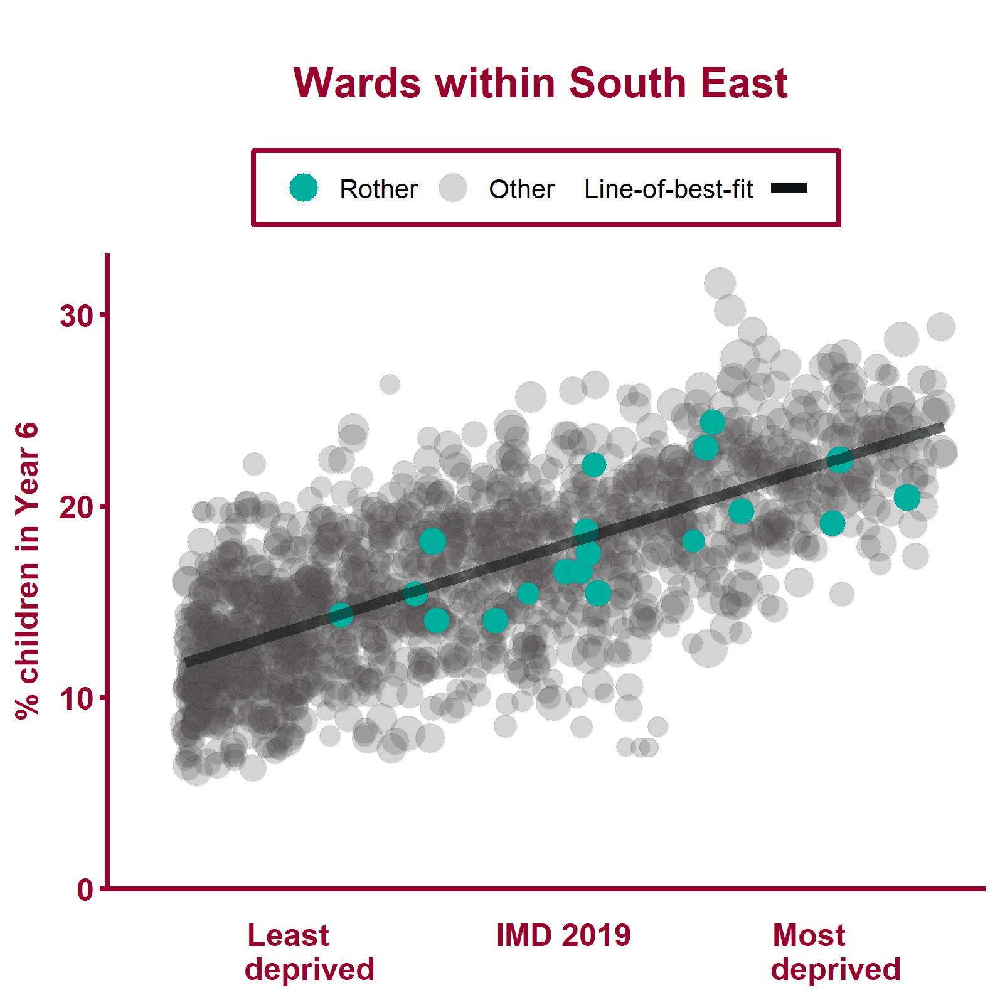 Wards within South East
Rother Other Line-of-best-fit
% children in Year 6
30
20
10
0
Least deprived
IMD 2019
Most deprived